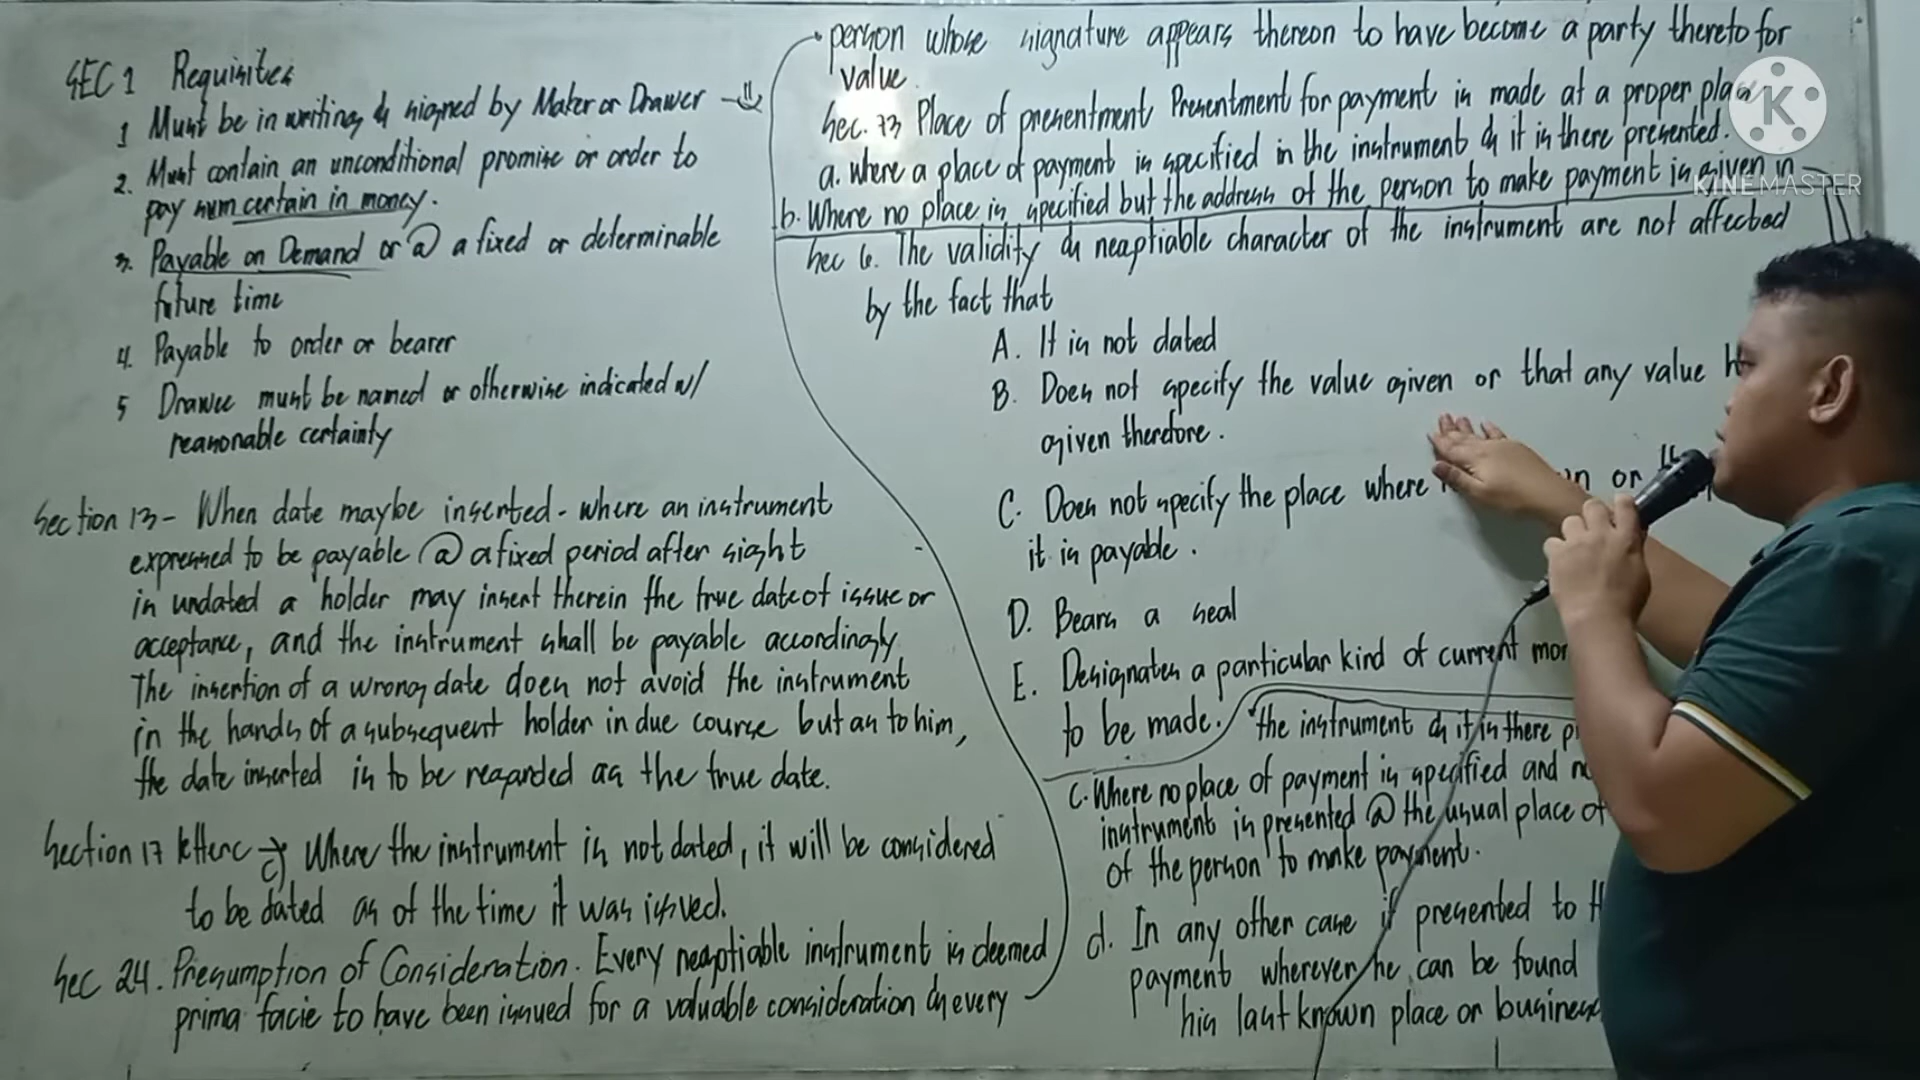 SEC 1 Requisites
1 Must be in writing & signed by Maker or Drawer
2. Must contain an unconditional promise or order to
pay sum certain in money.
3. Payable on Demand or @ a fixed or determinable
future time
4. Payable to order or bearer
5 Drawee must be named or otherwise indicated w/
reasonable certainty
Section 13 - When date maybe inserted - where an instrument
expressed to be payable @ a fixed period after sight
is undated a holder may insert therein the true date of issue or
acceptance, and the instrument shall be payable accordingly
The insertion of a wrong date does not avoid the instrument
in the hands of a subsequent holder in due course but as to him,
the date inserted is to be regarded as the true date.
Section 17 letter c Where the instrument is not dated, it will be considered
to be dated as of the time it was issued.
Sec 24. Presumption of Consideration. Every negotiable instrument is deemed
prima facie to have been issued for a valuable consideration & every
person whose signature appears thereon to have become a party thereto for
value.
Sec. 73 Place of presentment Presentment for payment is made at a proper place
a. where a place of payment is specified in the instrument & it is there presented.
b. Where no place is specified but the address of the person to make payment is given in
Sec 6. The validity & negotiable character of the instrument are not affected
by the fact that
A. It is not dated
B. Does not specify the value given or that any value
given therefore.
C. Does not specify the place where or
it is payable.
D. Bears a seal
E. Designates a particular kind of current
to be made.
the instrument & it is there
c. Where no place of payment is specified and
instrument is presented @ the usual place of
of the person to make payment.
d. In any other case if presented to
payment wherever he can be found
his last known place or business
K
KINEMASTER